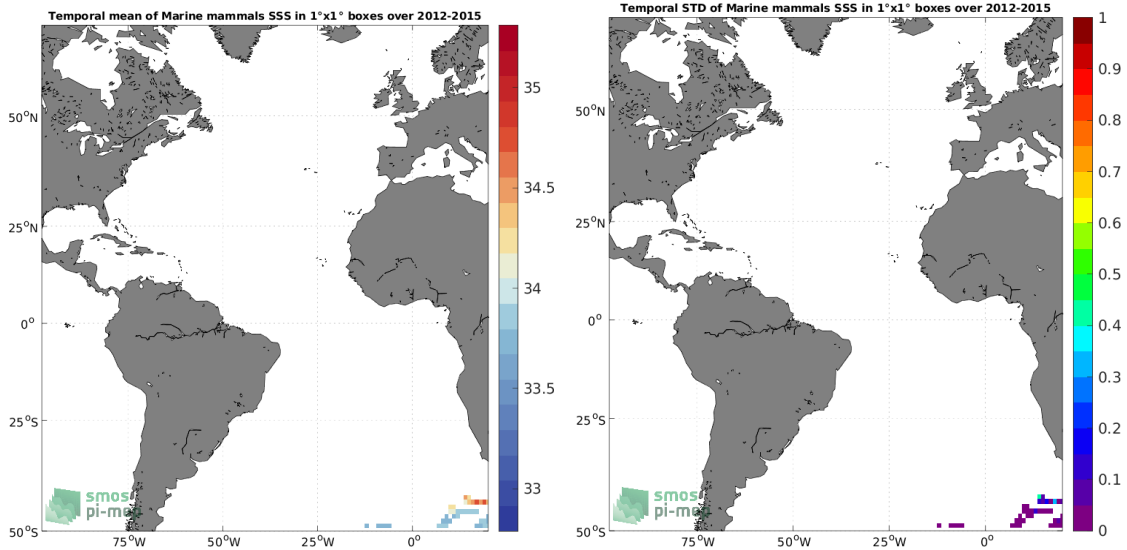 Temporal mean of Marine mammals SSS in 1°x1° boxes over 2012-2015
50°N
25°N
0°
25°S
50°S
75°W
50°W
25°W
0°
35
34.5
34
33.5
33
smos
pi-me
Temporal STD of Marine mammals SSS in 1°x1° boxes over 2012-2015
50°N
25°N
0°
25°S
50°S
75°W
50°W
25°W
0°
1
0.9
0.8
0.7
0.6
0.5
0.4
0.3
0.2
0.1
0
smos
pi-me